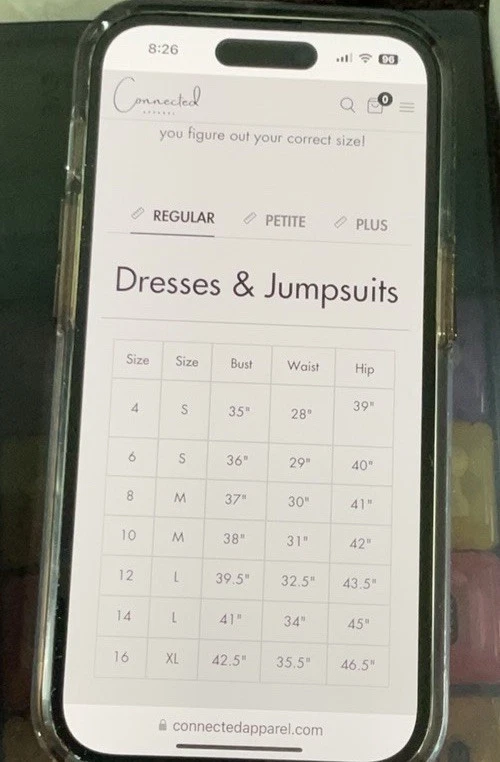 8:26
96
Connected
APPAREL
0
you figure out your correct size!
REGULAR PETITE PLUS
Dresses & Jumpsuits
Size Size Bust Waist Hip
4 S 35" 28" 39"
6 S 36" 29" 40"
8 M 37" 30" 41"
10 M 38" 31" 42"
12 L 39.5" 32.5" 43.5"
14 L 41" 34" 45"
16 XL 42.5" 35.5" 46.5"
connectedapparel.com